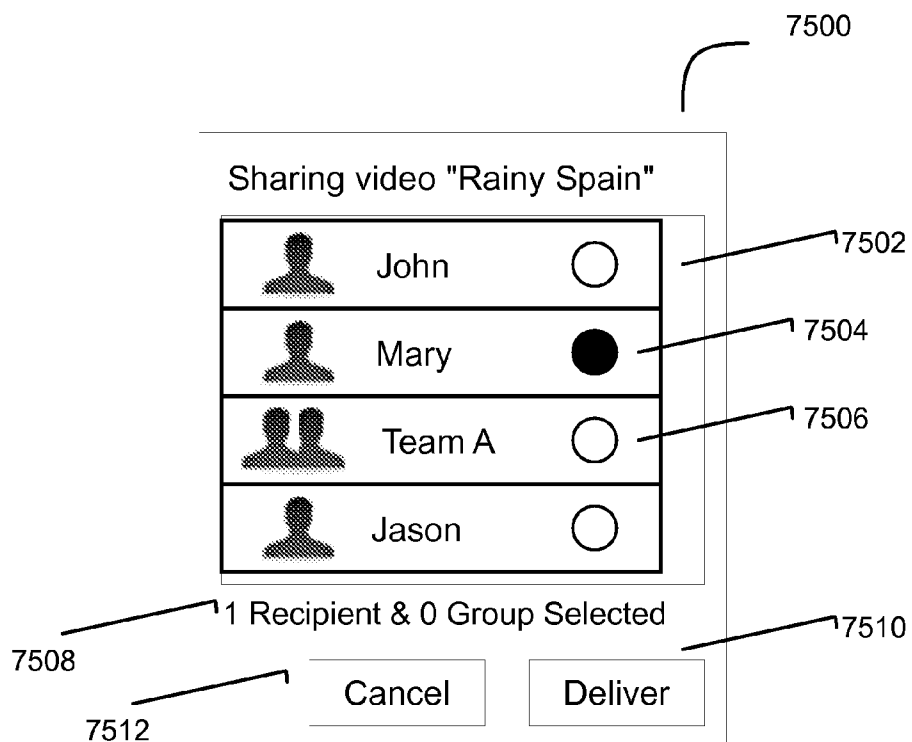 7500
Sharing video "Rainy Spain"
John
7502
Mary
7504
Team A
7506
Jason
1 Recipient & 0 Group Selected
7508
7510
Cancel
Deliver
7512